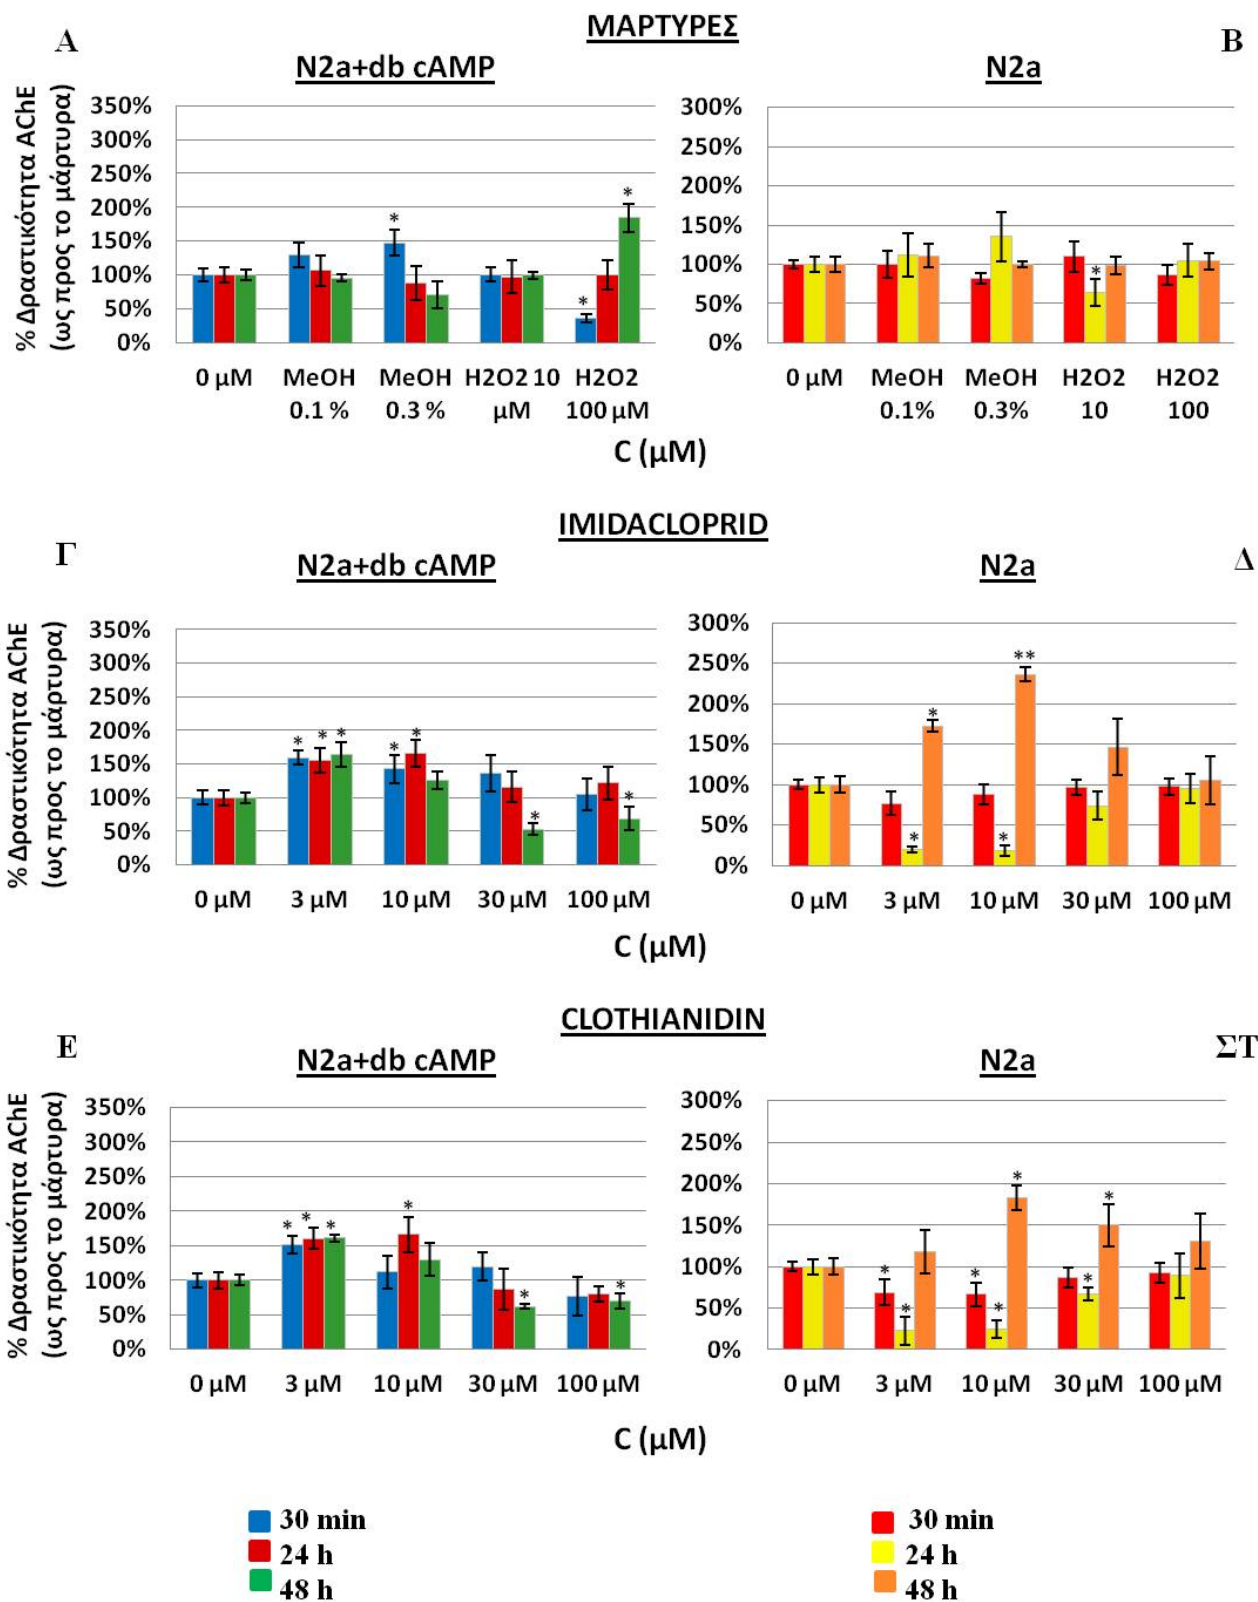 ΜΑΡΤΥΡΕΣ
Α
Β
N2a+db cAMP
N2a
% Δραστικότητα AChE
(ως προς το μάρτυρα)
350%
300%
250%
200%
150%
100%
50%
0%
* * *
0 μM MeOH 0.1 % MeOH 0.3 % H2O2 10 μM H2O2 100 μM
300%
250%
200%
150%
100%
50%
0%
*
0 μM MeOH 0.1% MeOH 0.3% H2O2 10 H2O2 100
C (μM)
IMIDACLOPRID
Γ
Δ
N2a+db cAMP
N2a
% Δραστικότητα AChE
(ως προς το μάρτυρα)
350%
300%
250%
200%
150%
100%
50%
0%
* * * * * * *
0 μM 3 μM 10 μM 30 μM 100 μM
300%
250%
200%
150%
100%
50%
0%
* * * **
0 μM 3 μM 10 μM 30 μM 100 μM
C (μM)
CLOTHIANIDIN
Ε
ΣΤ
N2a+db cAMP
N2a
% Δραστικότητα AChE
(ως προς το μάρτυρα)
350%
300%
250%
200%
150%
100%
50%
0%
* * * * * *
0 μM 3 μM 10 μM 30 μM 100 μM
300%
250%
200%
150%
100%
50%
0%
* * * * * * *
0 μM 3 μM 10 μM 30 μM 100 μM
C (μM)
30 min
24 h
48 h
30 min
24 h
48 h